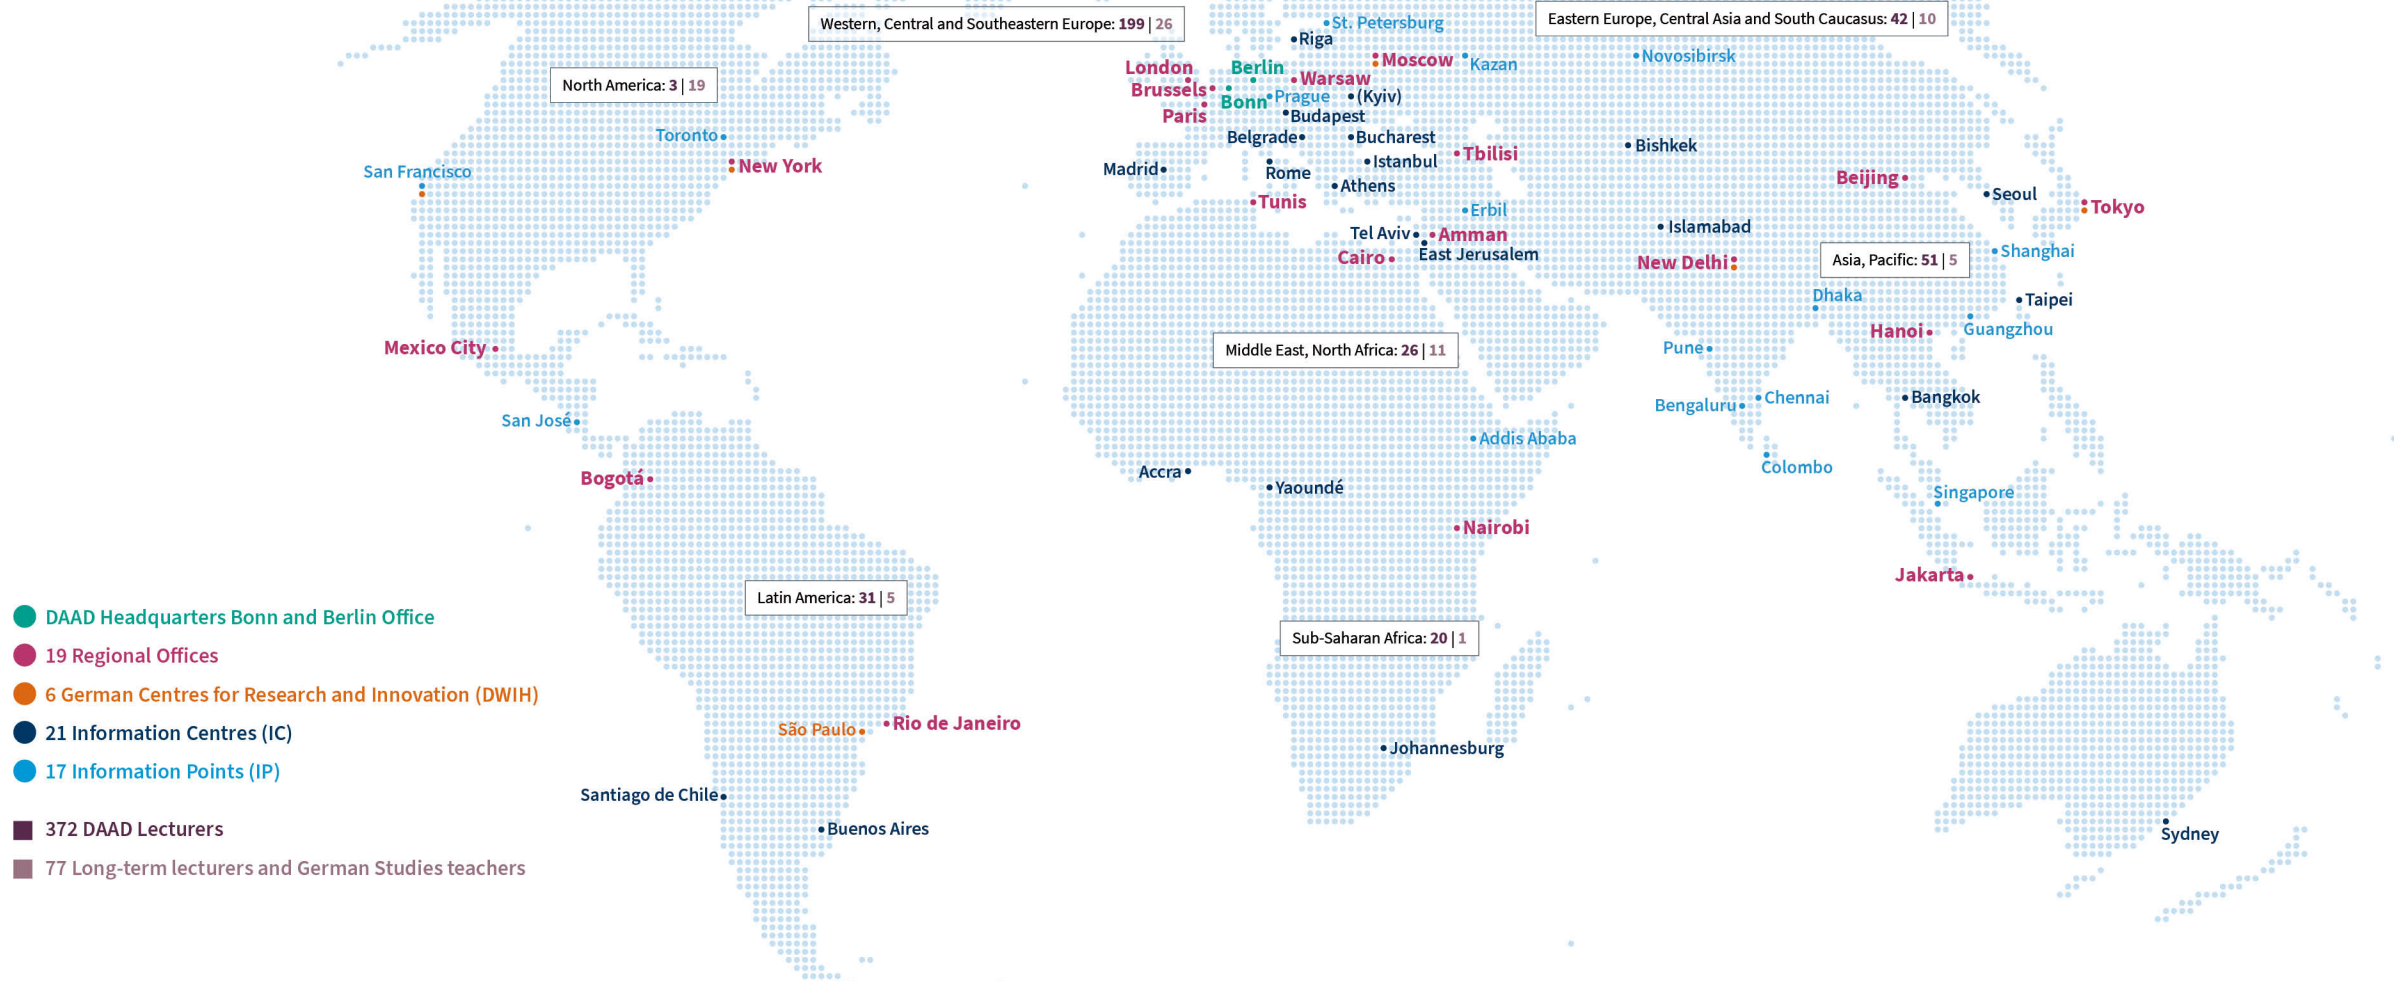 Western, Central and Southeastern Europe: 199 | 26
Eastern Europe, Central Asia and South Caucasus: 42 | 10
St. Petersburg
Riga
Moscow
Kazan
Novosibirsk
London
Berlin
Warsaw
North America: 3 | 19
Brussels
Bonn
Prague
(Kyiv)
Paris
Budapest
Toronto
Belgrade
Bucharest
Bishkek
Tbilisi
Istanbul
New York
Madrid
San Francisco
Rome
Beijing
Athens
Seoul
Tunis
Tokyo
Erbil
Islamabad
Tel Aviv
Amman
Shanghai
East Jerusalem
Cairo
New Delhi
Asia, Pacific: 51 | 5
Dhaka
Taipei
Guangzhou
Hanoi
Mexico City
Middle East, North Africa: 26 | 11
Pune
Chennai
Bangkok
Bengaluru
San José
Addis Ababa
Colombo
Accra
Bogotá
Yaoundé
Singapore
Nairobi
Jakarta
Latin America: 31 | 5
Sub-Saharan Africa: 20 | 1
Rio de Janeiro
São Paulo
Johannesburg
Santiago de Chile
Buenos Aires
Sydney
DAAD Headquarters Bonn and Berlin Office
19 Regional Offices
6 German Centres for Research and Innovation (DWIH)
21 Information Centres (IC)
17 Information Points (IP)
372 DAAD Lecturers
77 Long-term lecturers and German Studies teachers